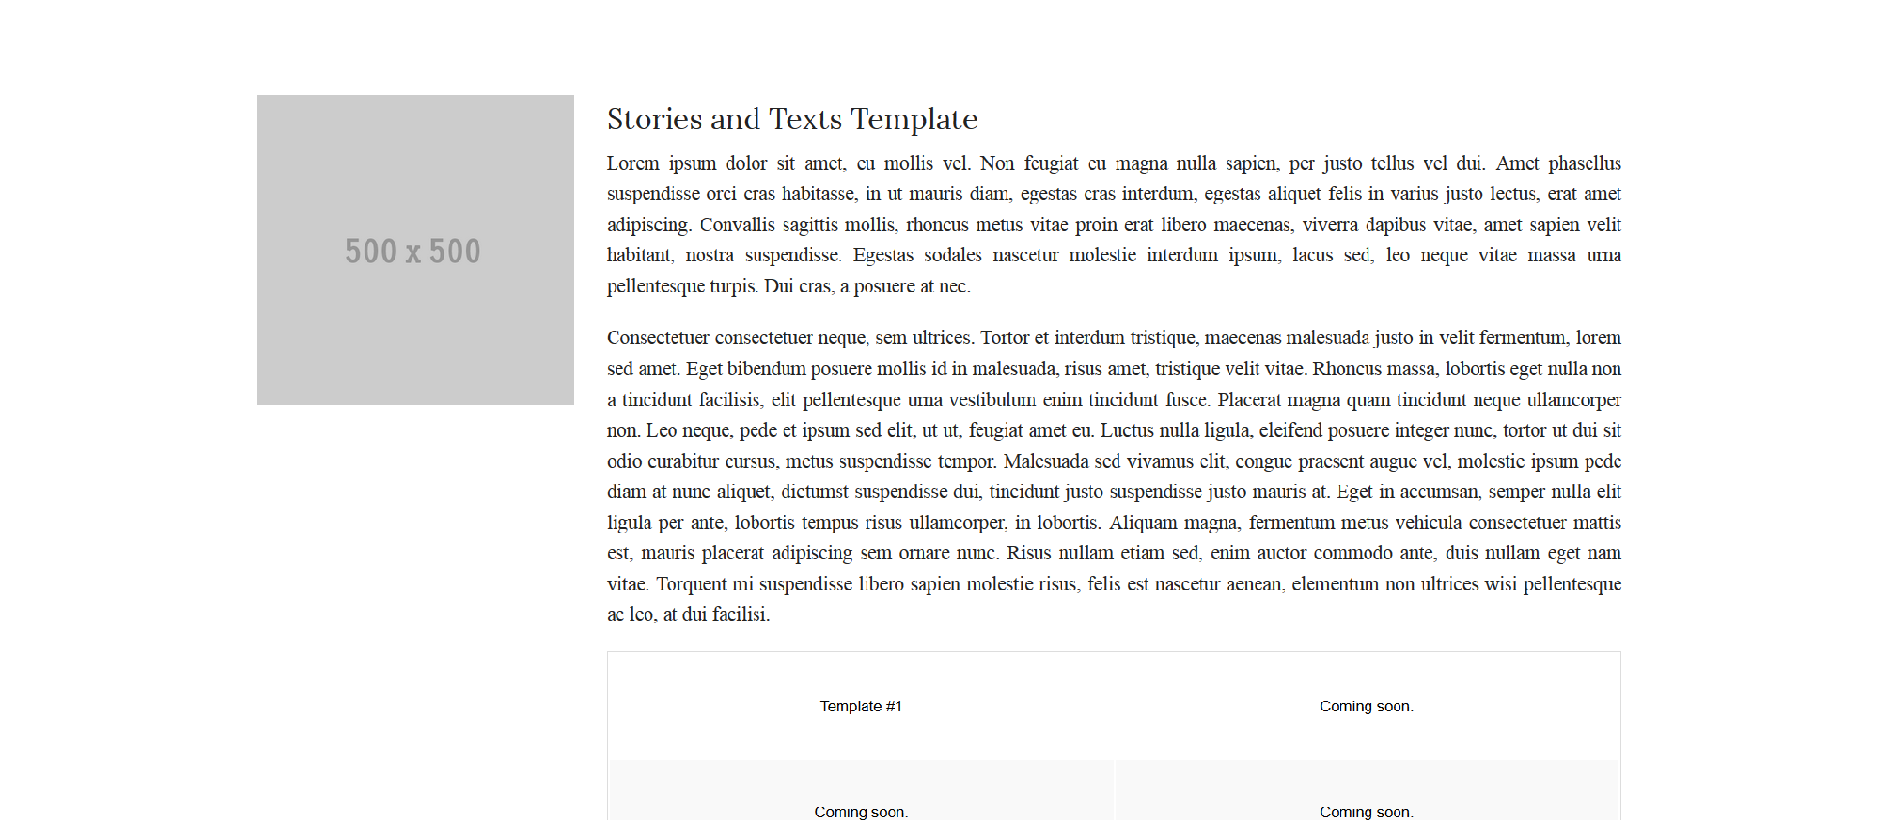 500 x 500
Stories and Texts Template
Lorem ipsum dolor sit amet, eu mollis vel. Non feugiat eu magna nulla sapien, per justo tellus vel dui. Amet phasellus
suspendisse orci cras habitasse, in ut mauris diam, egestas cras interdum, egestas aliquet felis in varius justo lectus, erat amet
adipiscing. Convallis sagittis mollis, rhoncus metus vitae proin erat libero maecenas, viverra dapibus vitae, amet sapien velit
habitant, nostra suspendisse. Egestas sodales nascetur molestie interdum ipsum, lacus sed, leo neque vitae massa urna
pellentesque turpis. Dui cras, a posuere at nec.
Consectetuer consectetuer neque, sem ultrices. Tortor et interdum tristique, maecenas malesuada justo in velit fermentum, lorem
sed amet. Eget bibendum posuere mollis id in malesuada, risus amet, tristique velit vitae. Rhoncus massa, lobortis eget nulla non
a tincidunt facilisis, elit pellentesque urna vestibulum enim tincidunt fusce. Placerat magna quam tincidunt neque ullamcorper
non. Leo neque, pede et ipsum sed elit, ut ut, feugiat amet eu. Luctus nulla ligula, eleifend posuere integer nunc, tortor ut dui sit
odio curabitur cursus, metus suspendisse tempor. Malesuada sed vivamus elit, congue praesent augue vel, molestie ipsum pede
diam at nunc aliquet, dictumst suspendisse dui, tincidunt justo suspendisse justo mauris at. Eget in accumsan, semper nulla elit
ligula per ante, lobortis tempus risus ullamcorper, in lobortis. Aliquam magna, fermentum metus vehicula consectetuer mattis
est, mauris placerat adipiscing sem ornare nunc. Risus nullam etiam sed, enim auctor commodo ante, duis nullam eget nam
vitae. Torquent mi suspendisse libero sapien molestie risus, felis est nascetur aenean, elementum non ultrices wisi pellentesque
ac leo, at dui facilisi.
Template #1
Coming soon.
Coming soon.
Coming soon.